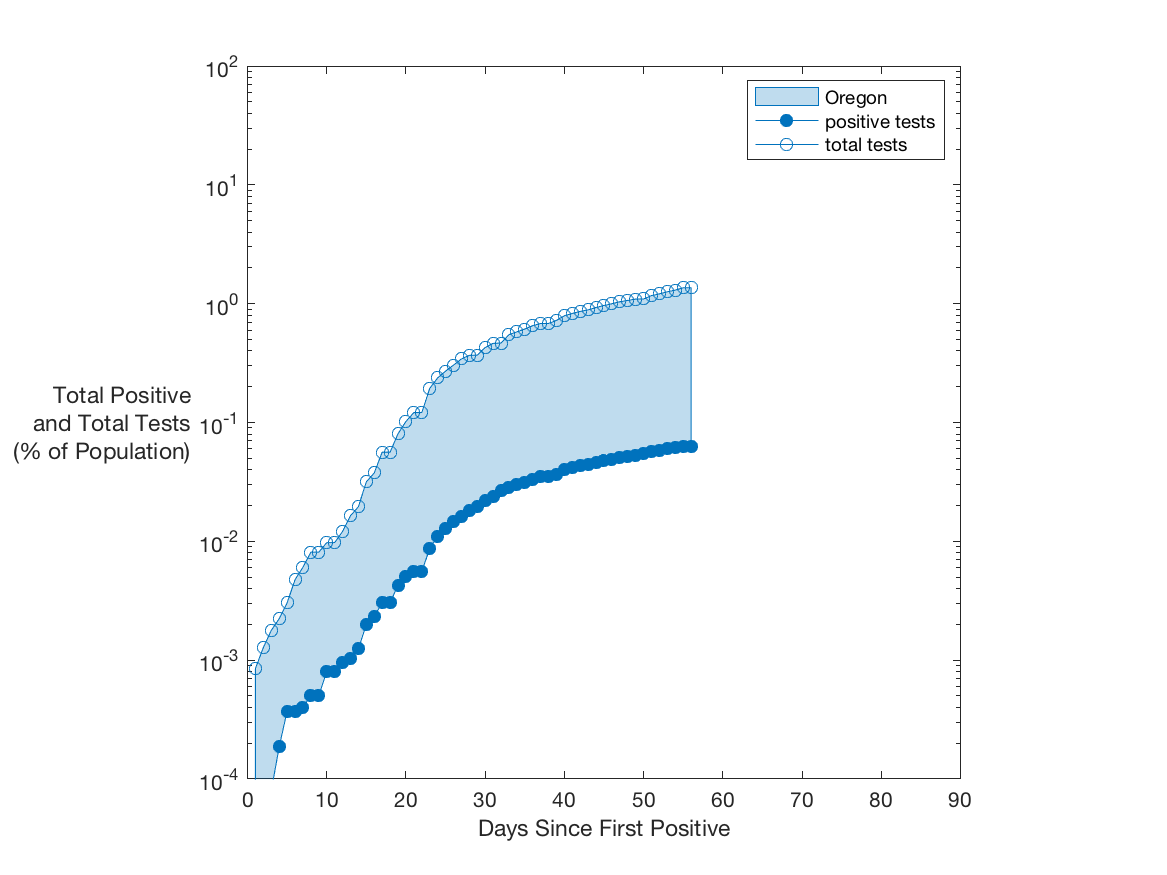 10^2
10^1
10^0
10^-1
10^-2
10^-3
10^-4
Total Positive
and Total Tests
(% of Population)
Oregon
positive tests
total tests
0 10 20 30 40 50 60 70 80 90
Days Since First Positive